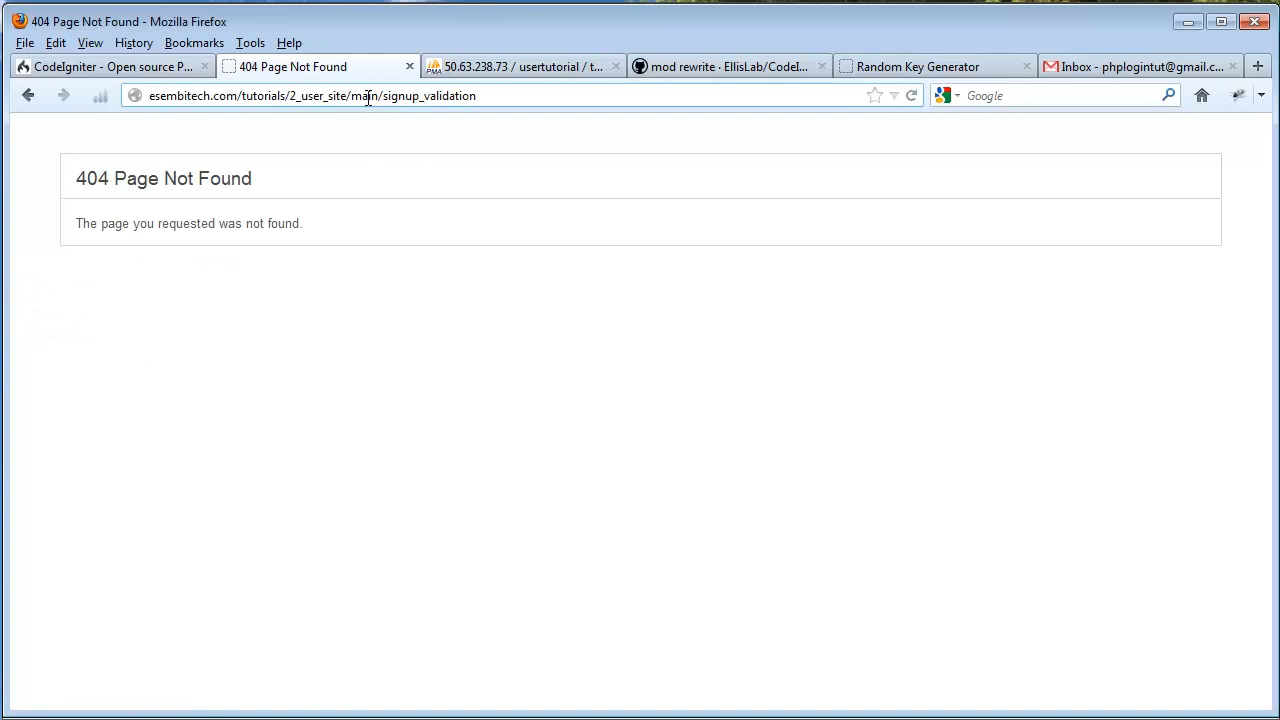 404 Page Not Found - Mozilla Firefox
File Edit View History Bookmarks Tools Help
CodeIgniter - Open source P... 404 Page Not Found PMA 50.63.238.73 / usertutorial / t... mod rewrite · EllisLab/CodeI... Random Key Generator Inbox - phplogintut@gmail.c...
esembitech.com/tutorials/2_user_site/main/signup_validation Google
404 Page Not Found
The page you requested was not found.